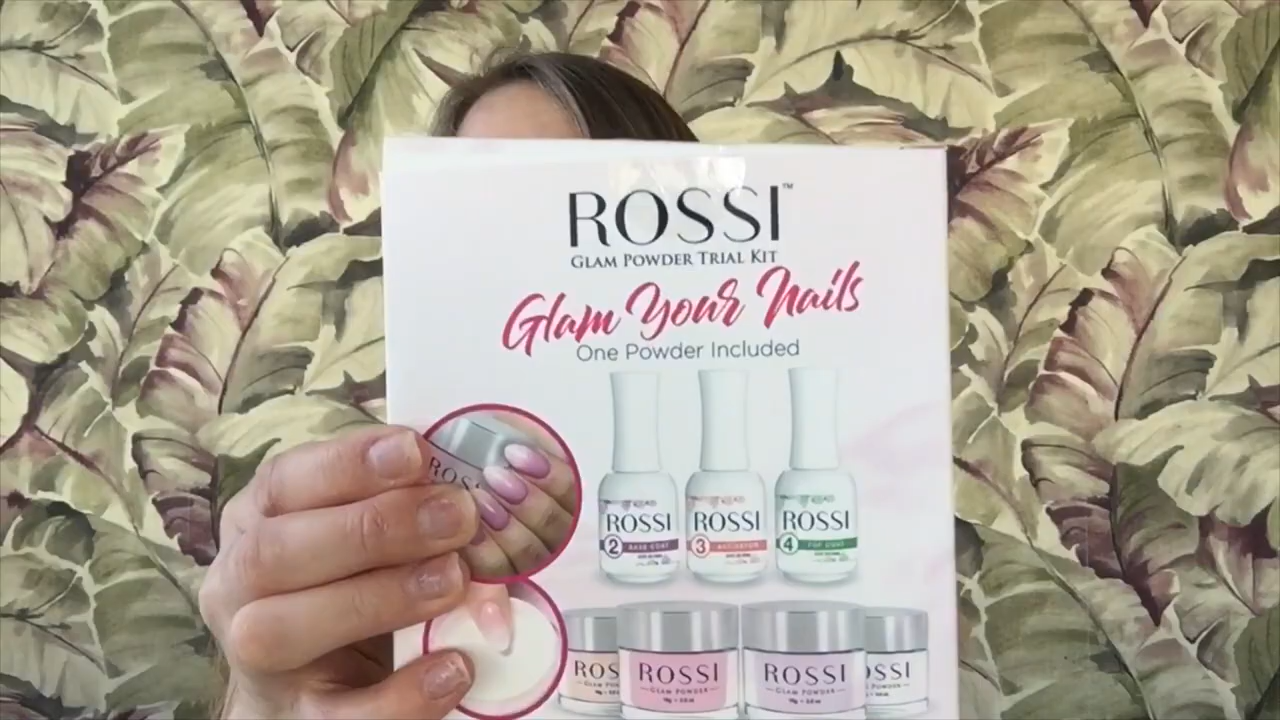 ROSSI™
GLAM POWDER TRIAL KIT
Glam Your Nails
One Powder Included
ROSSI
ROSSI
ROSSI
2 BASE COAT
3 ACTIVATOR
4 TOP COAT
ROSSI
GLAM POWDER
ROSSI
GLAM POWDER